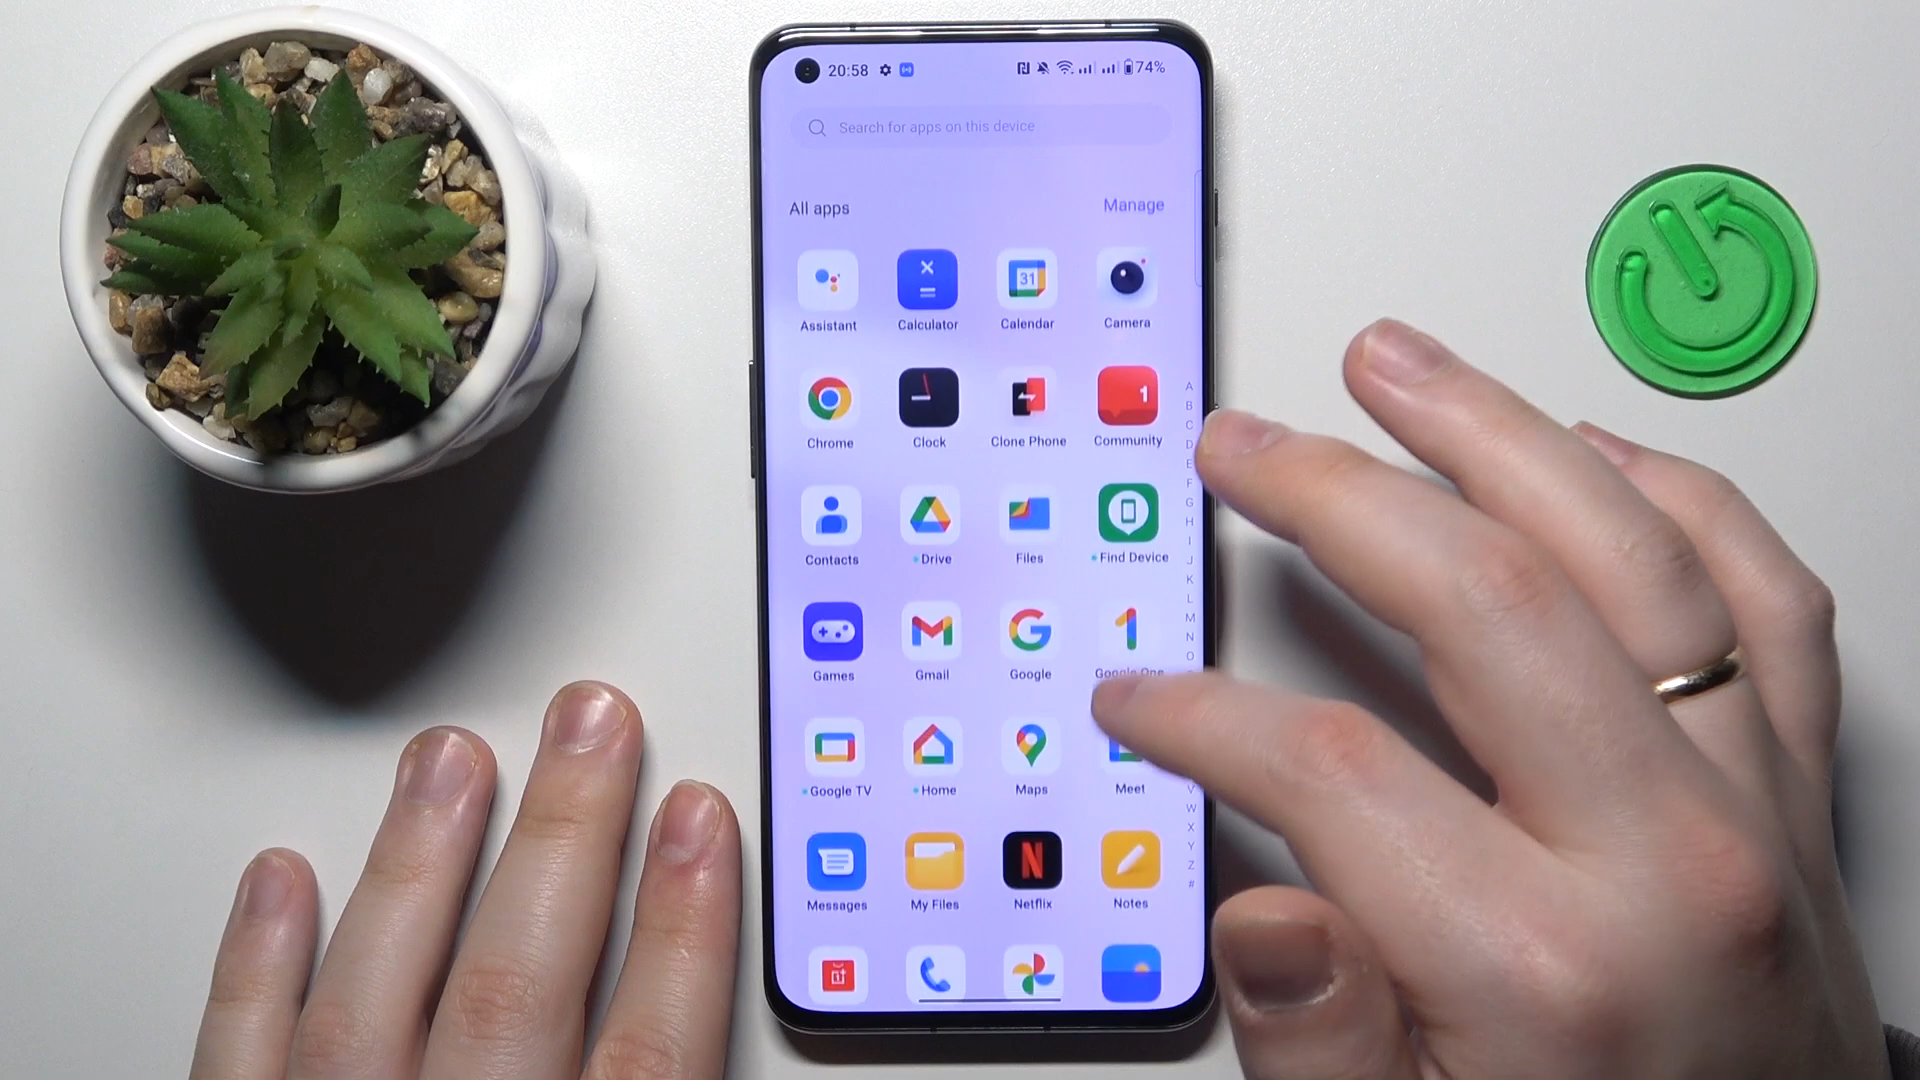 20:58 74%
Search for apps on this device
All apps Manage
31
Assistant Calculator Calendar Camera
1
Chrome Clock Clone Phone Community
Contacts Drive Files Find Device
Games Gmail Google Google One
Google TV Home Maps Meet
Messages My Files Netflix Notes
A
B
C
D
E
F
G
H
I
J
K
L
M
N
O
V
W
X
Y
Z
#